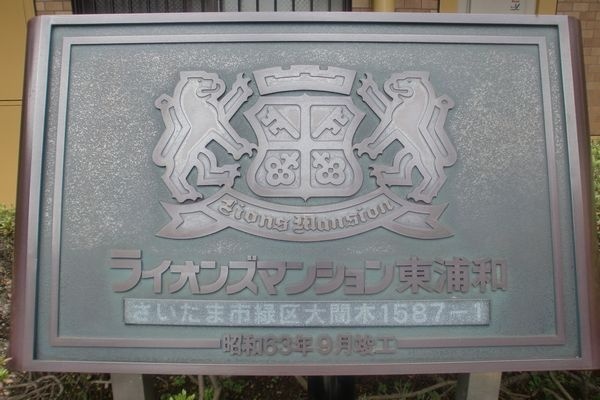 Lions Mansion
ライオンズマンション東浦和
さいたま市緑区大間木1587-1
昭和63年9月竣工